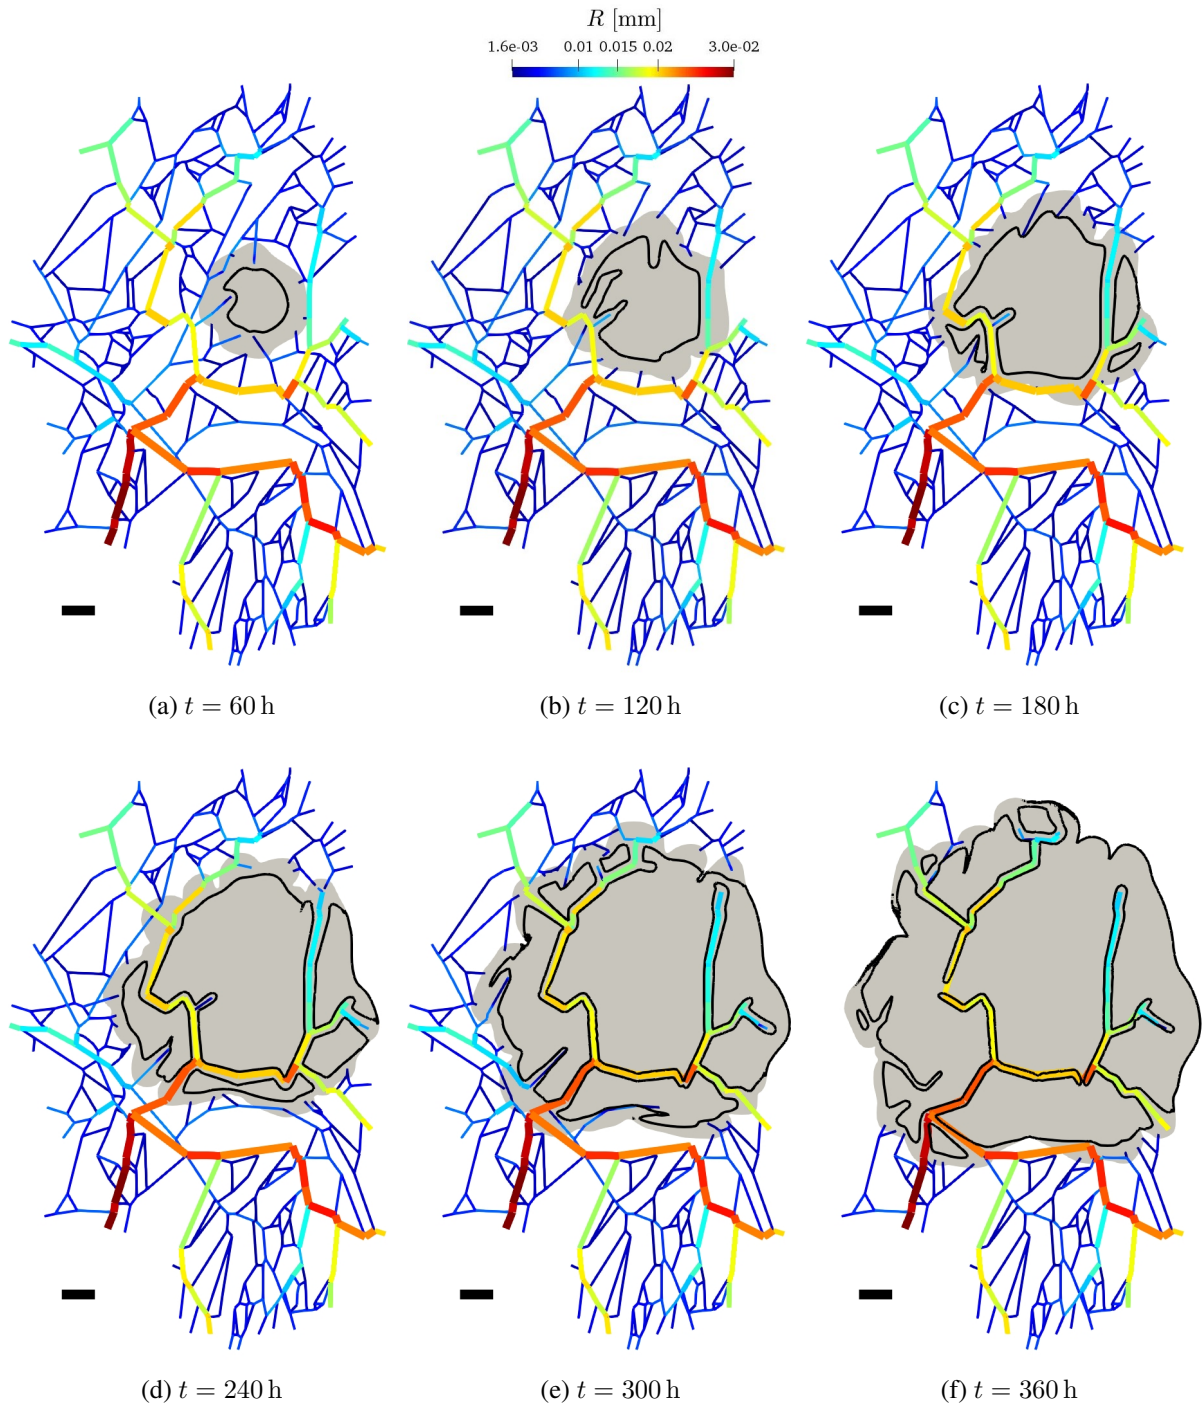 R [mm]
1.6e-03 0.01 0.015 0.02 3.0e-02
(a) t = 60 h
(b) t = 120 h
(c) t = 180 h
(d) t = 240 h
(e) t = 300 h
(f) t = 360 h